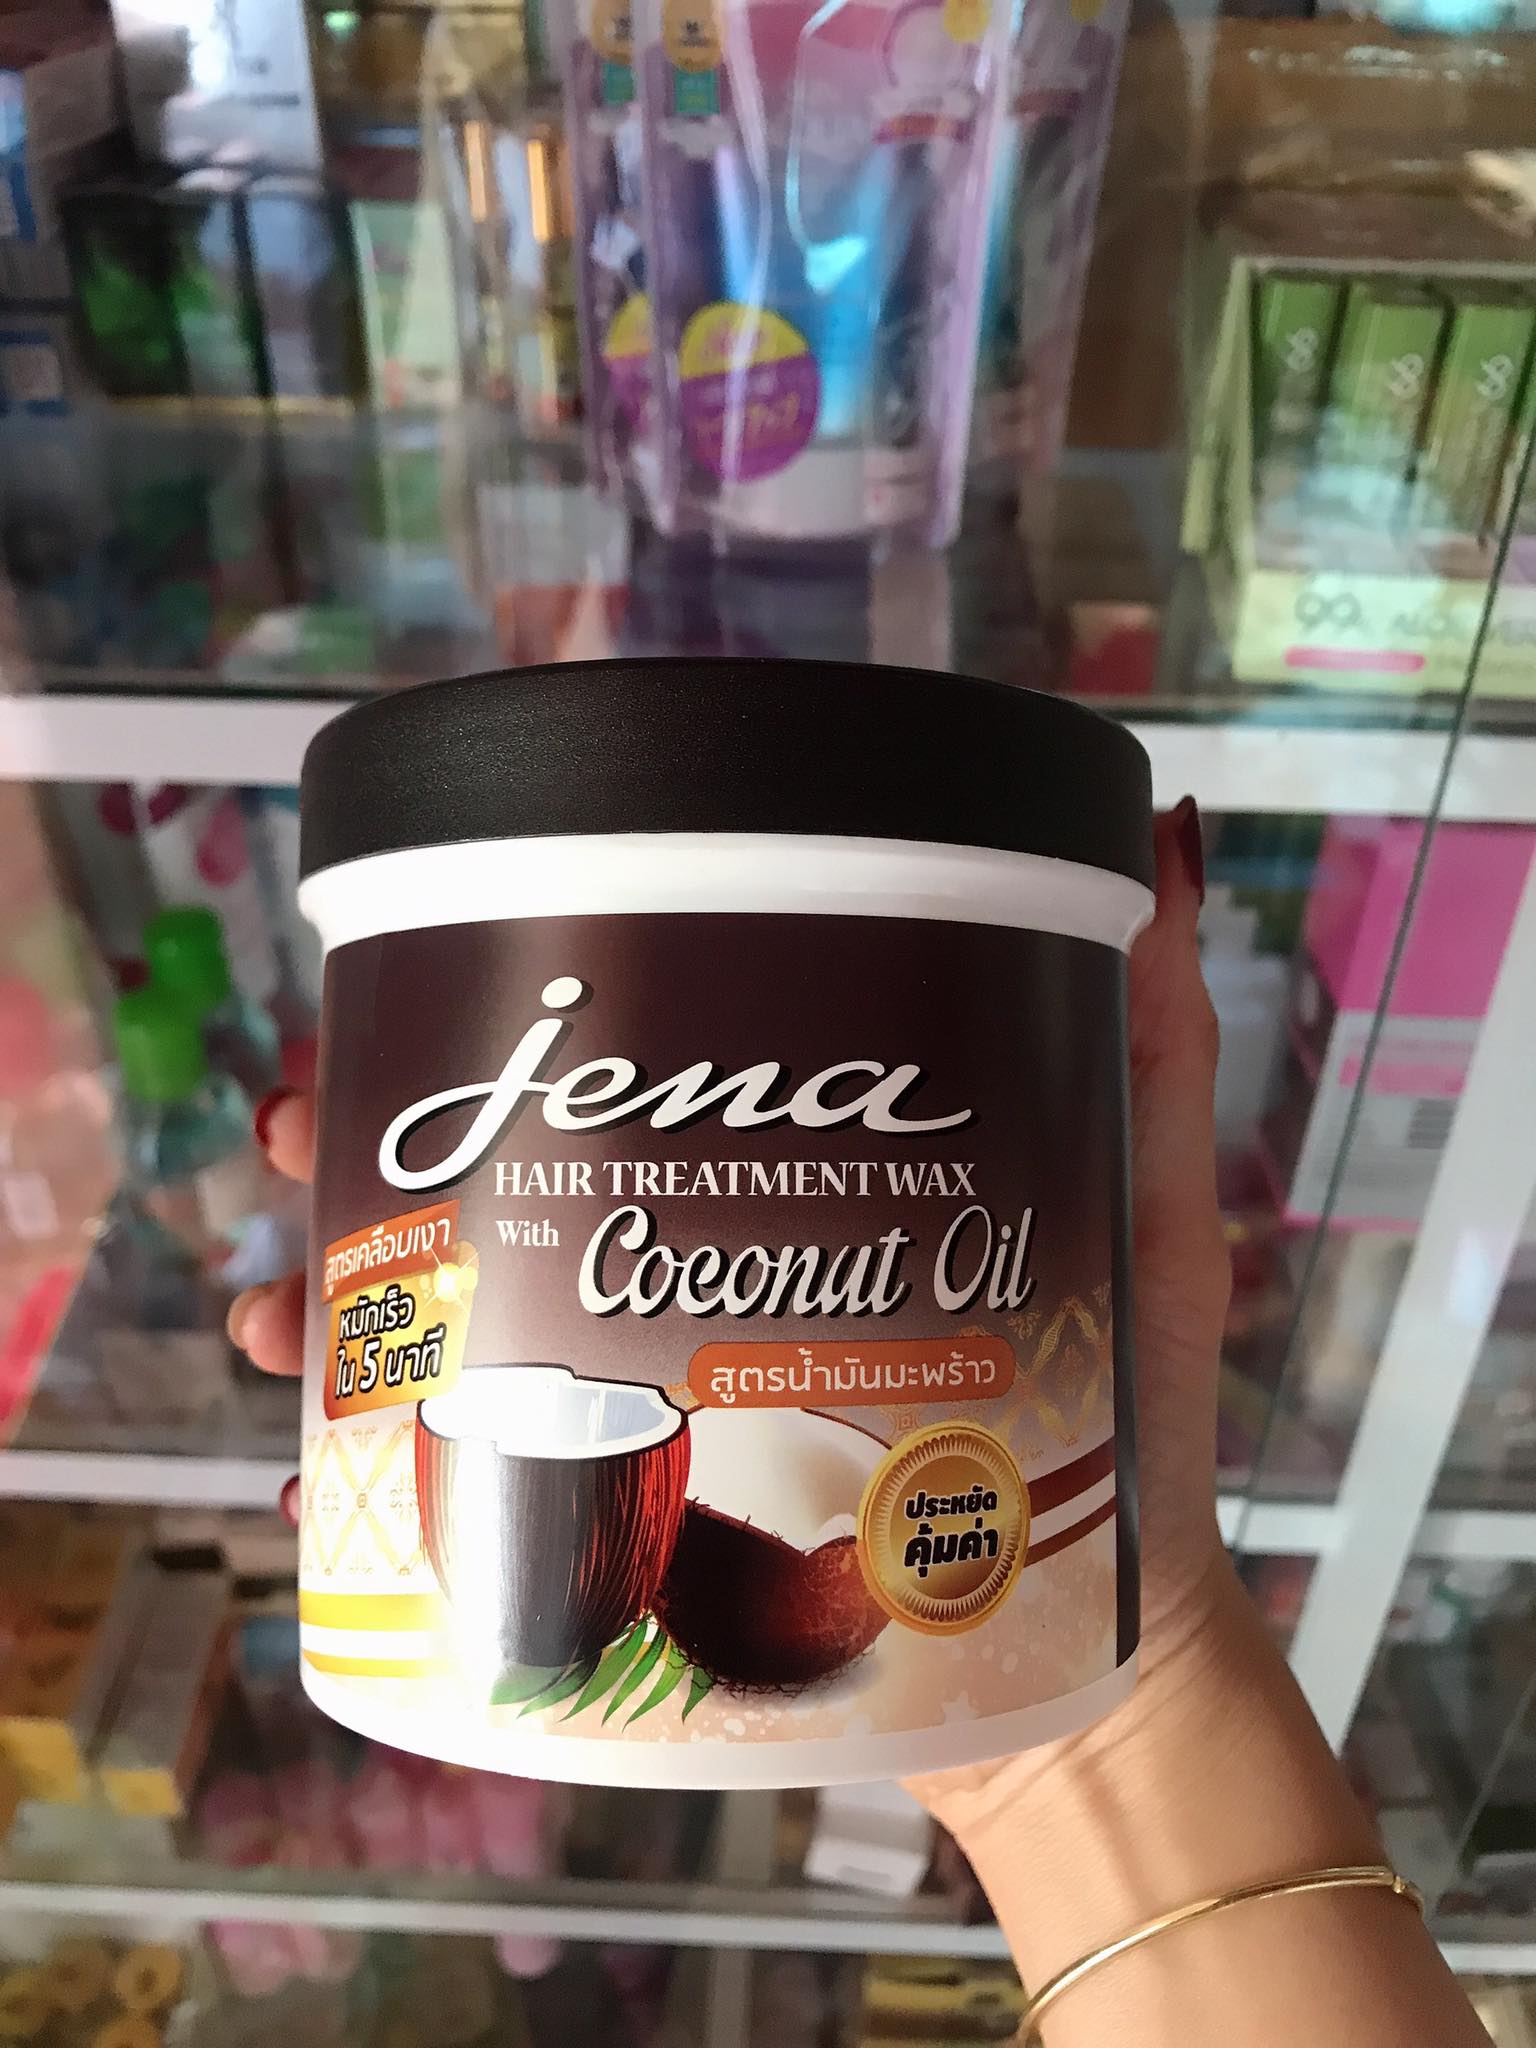 jena
HAIR TREATMENT WAX
With Coconut Oil
สูตรเคลือบเงา
หมักเร็ว
ใน 5 นาที
สูตรน้ำมันมะพร้าว
ประหยัด
คุ้มค่า
99%